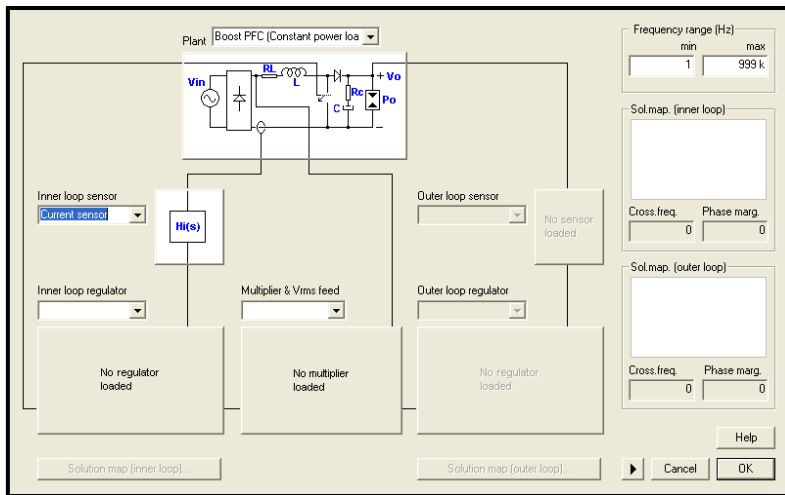 Plant Boost PFC (Constant power loa
Vin
RL
L
C
Rc
+ Vo
Po
−
Inner loop sensor
Current sensor
Hi(s)
Outer loop sensor
No sensor
loaded
Inner loop regulator
Multiplier & Vrms feed
Outer loop regulator
No regulator
loaded
No multiplier
loaded
No regulator
loaded
Solution map (inner loop)...
Solution map (outer loop)...
Frequency range (Hz)
min max
1 999 k
Sol.map. (inner loop)
Cross.freq. Phase marg.
0 0
Sol.map. (outer loop)
Cross.freq. Phase marg.
0 0
Help
Cancel OK